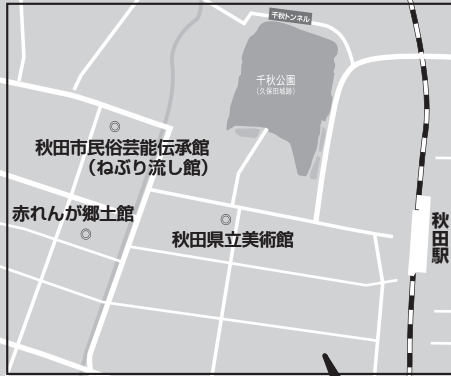 千秋トンネル
千秋公園
(久保田城跡)
秋田市民俗芸能伝承館
(ねぶり流し館)
赤れんが郷土館
秋田県立美術館
秋田駅